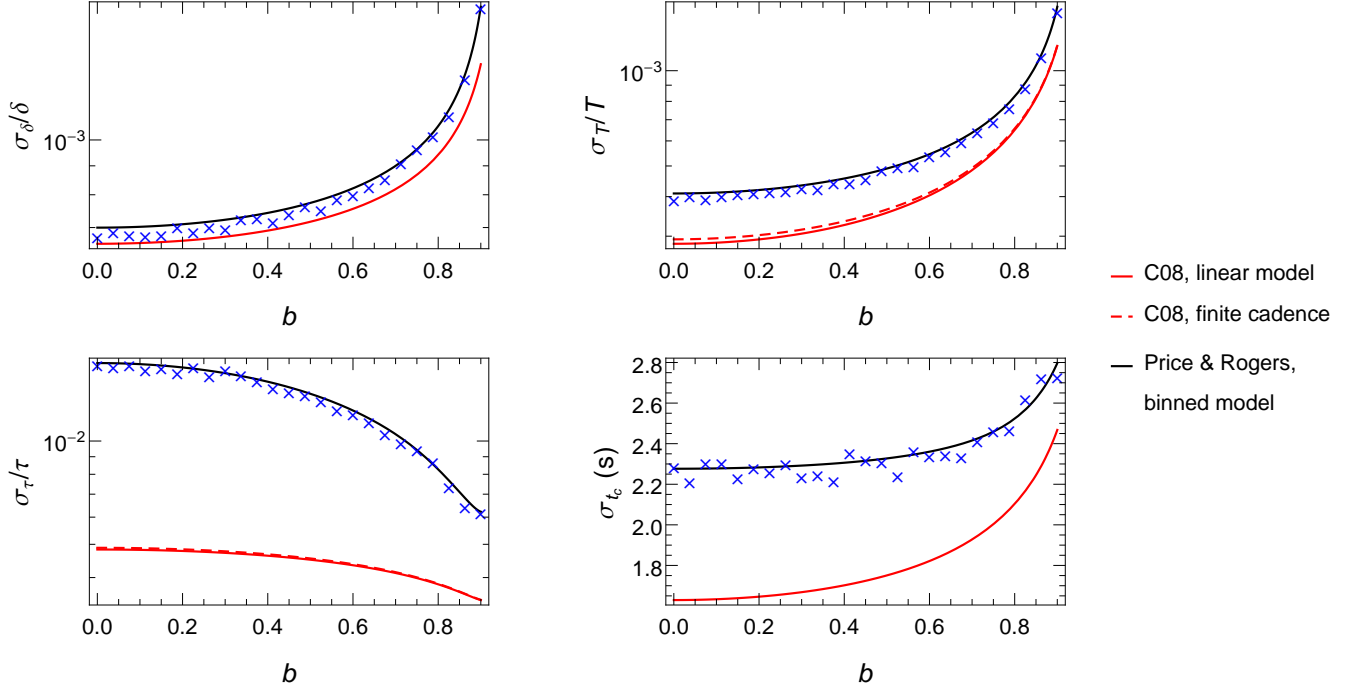 σ_δ/δ
10⁻³
0.0 0.2 0.4 0.6 0.8
b
σ_T/T
10⁻³
0.0 0.2 0.4 0.6 0.8
b
σ_τ/τ
10⁻²
0.0 0.2 0.4 0.6 0.8
b
σ_{t_c} (s)
2.8
2.6
2.4
2.2
2.0
1.8
0.0 0.2 0.4 0.6 0.8
b
C08, linear model
C08, finite cadence
Price & Rogers,
binned model